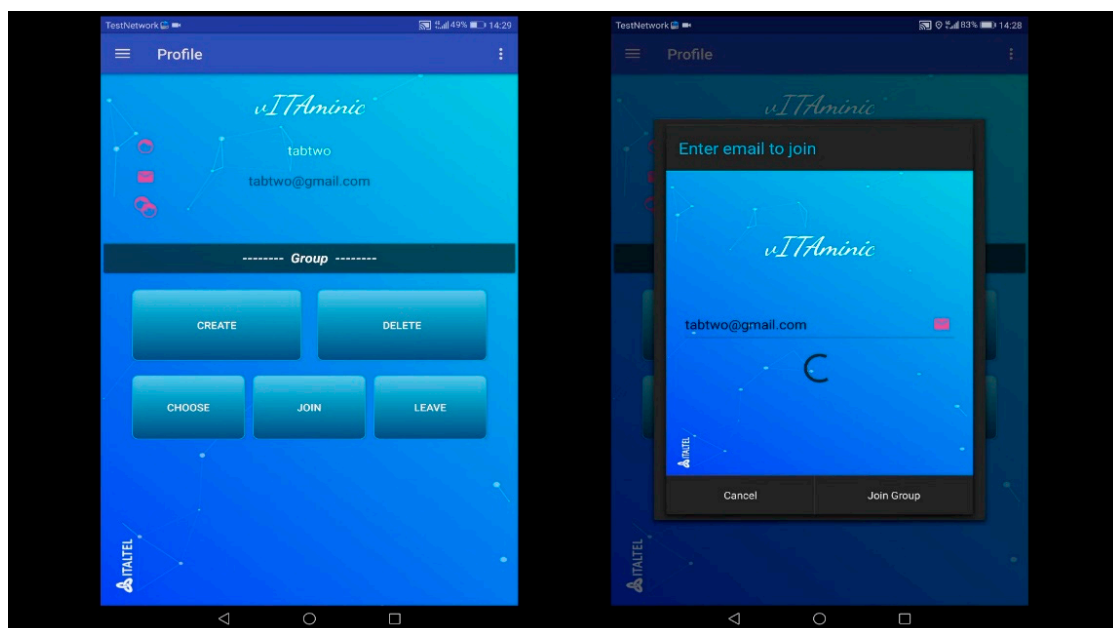 TestNetwork 49% 14:29
Profile
vITAminic
tabtwo
tabtwo@gmail.com
-------- Group --------
CREATE DELETE
CHOOSE JOIN LEAVE
ITALTEL
TestNetwork 83% 14:28
Profile
vITAminic
Enter email to join
vITAminic
tabtwo@gmail.com
ITALTEL
Cancel Join Group
ITALTEL